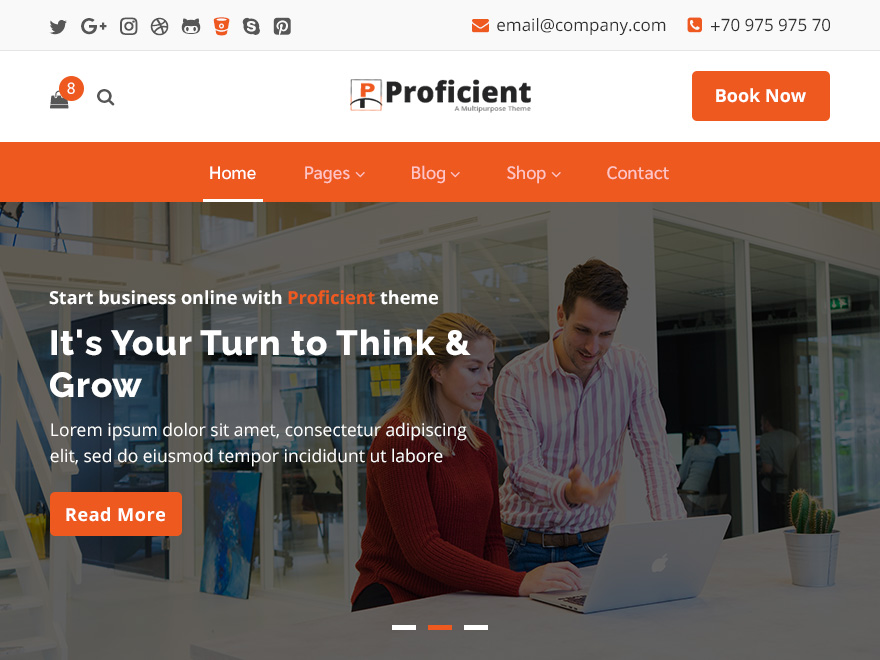 email@company.com +70 975 975 70
8
P
Proficient
A Multipurpose Theme
Book Now
Home Pages Blog Shop Contact
Start business online with Proficient theme
It's Your Turn to Think &
Grow
Lorem ipsum dolor sit amet, consectetur adipiscing
elit, sed do eiusmod tempor incididunt ut labore
Read More